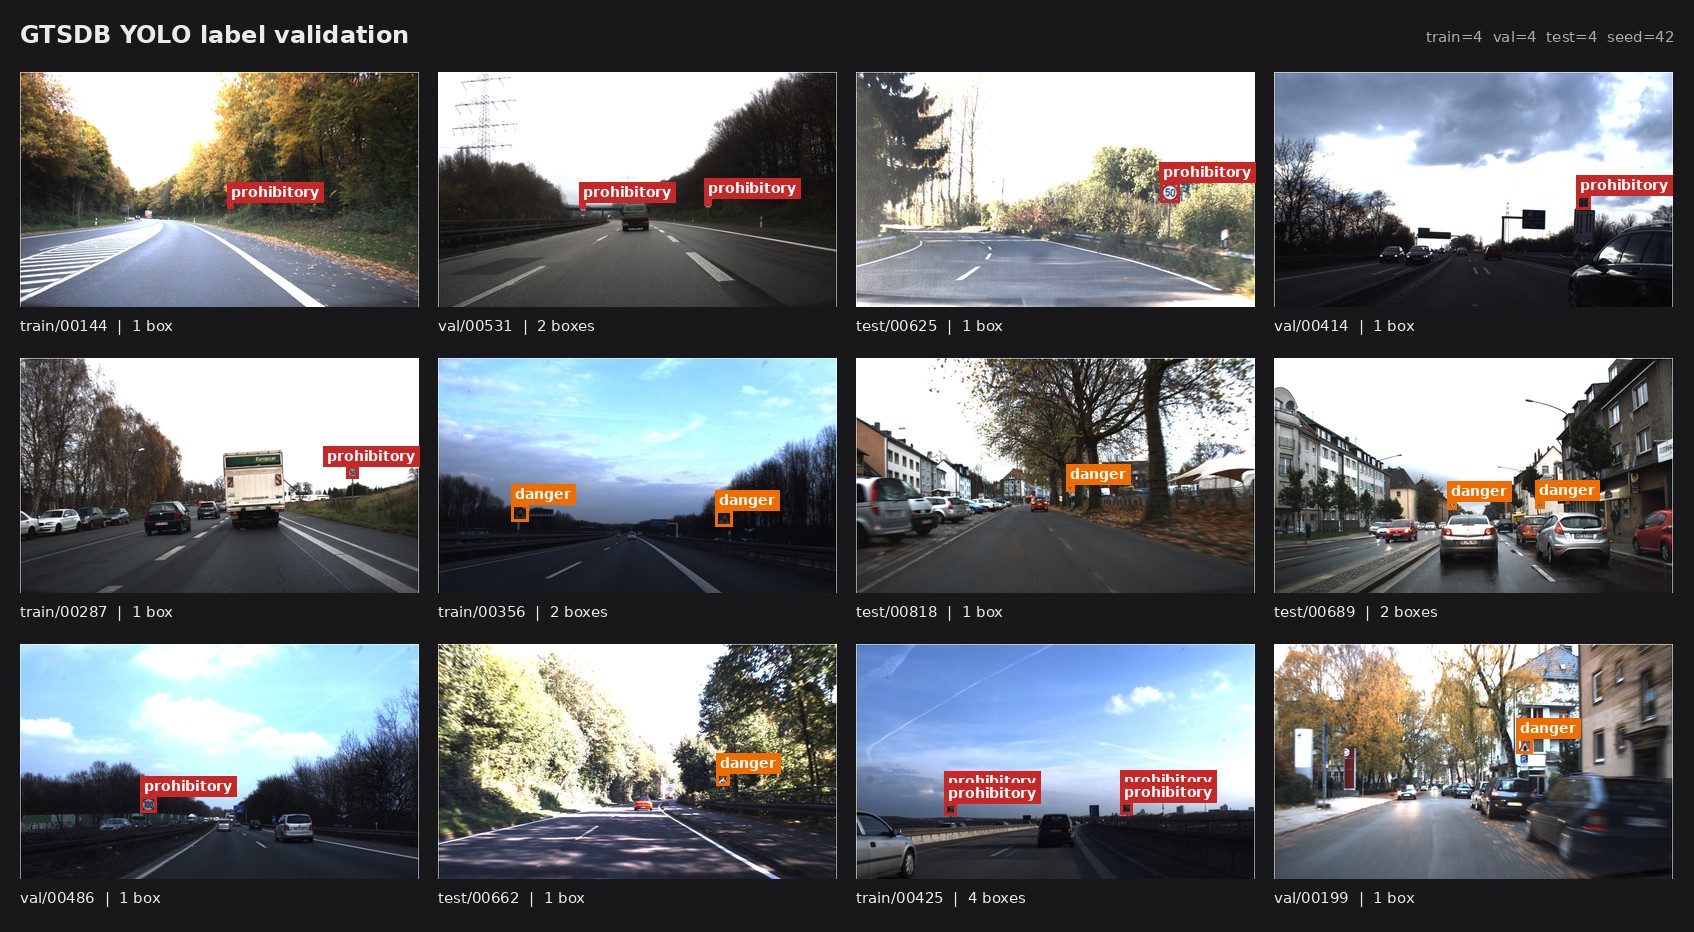 GTSDB YOLO label validation
train=4 val=4 test=4 seed=42
prohibitory
prohibitory
prohibitory
prohibitory
50
prohibitory
train/00144 | 1 box
val/00531 | 2 boxes
test/00625 | 1 box
val/00414 | 1 box
prohibitory
Europcar
danger
danger
danger
danger
danger
train/00287 | 1 box
train/00356 | 2 boxes
test/00818 | 1 box
test/00689 | 2 boxes
prohibitory
100
danger
prohibitory
prohibitory
prohibitory
prohibitory
danger
P
val/00486 | 1 box
test/00662 | 1 box
train/00425 | 4 boxes
val/00199 | 1 box